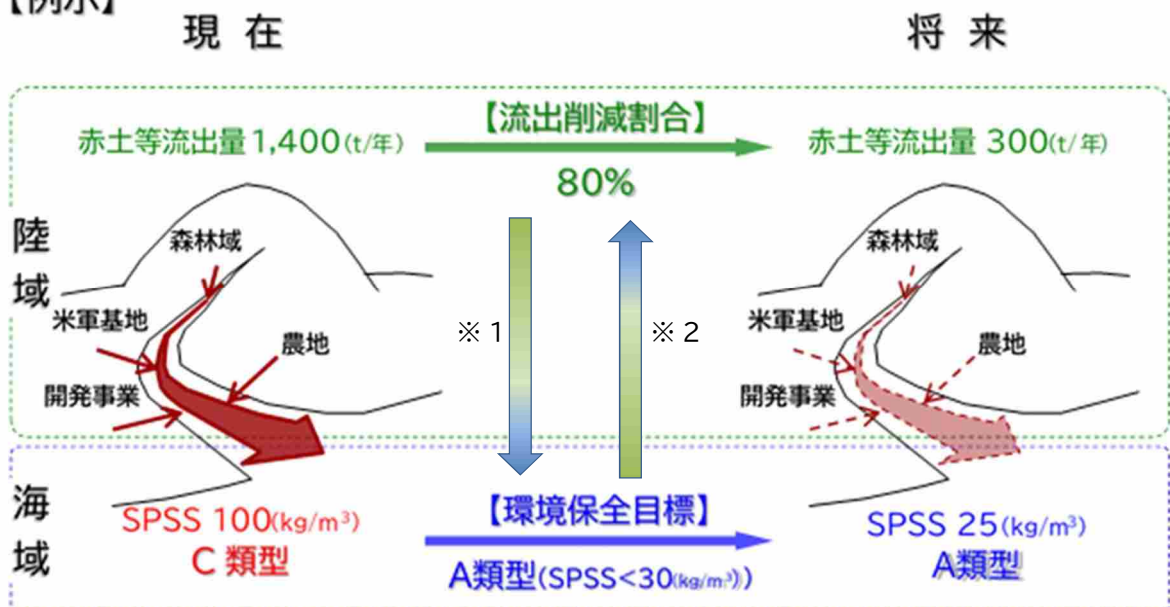 【例示】
現 在
将 来
赤土等流出量1,400(t/年)
【流出削減割合】
80%
赤土等流出量 300(t/年)
陸域
森林域
米軍基地
農地
開発事業
※1
※2
森林域
米軍基地
農地
開発事業
海域
SPSS 100(kg/m³)
C 類型
【環境保全目標】
A類型(SPSS<30(kg/m³))
SPSS 25(kg/m³)
A類型